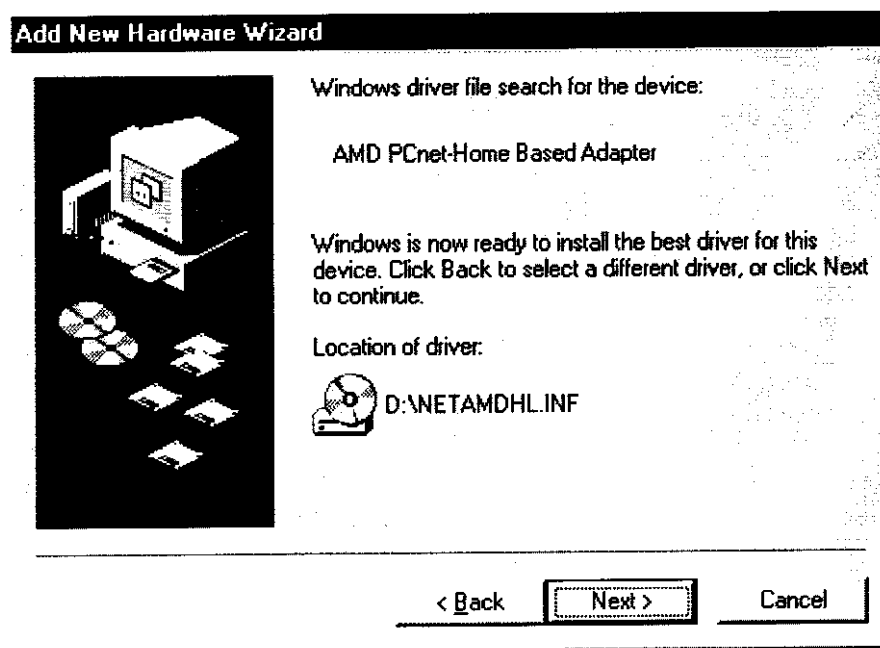 Add New Hardware Wizard
Windows driver file search for the device:
AMD PCnet-Home Based Adapter
Windows is now ready to install the best driver for this
device. Click Back to select a different driver, or click Next
to continue.
Location of driver:
D:\NETAMDHL.INF
< Back
Next >
Cancel